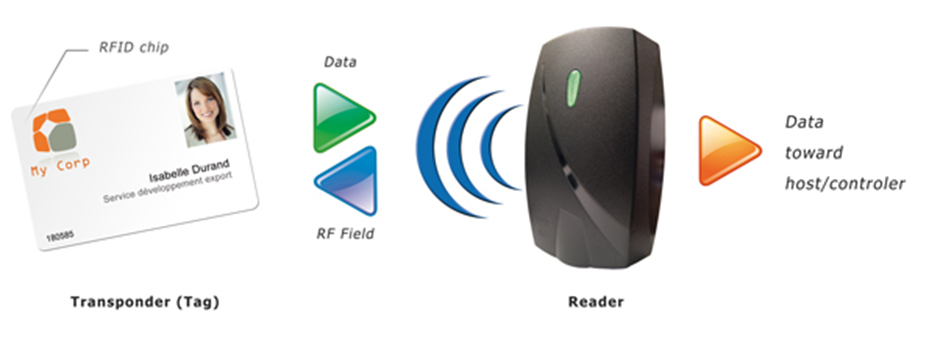 RFID chip
My Corp
Isabelle Durand
Service développement export
180585
Transponder (Tag)
Data
RF Field
Reader
Data
toward
host/controler